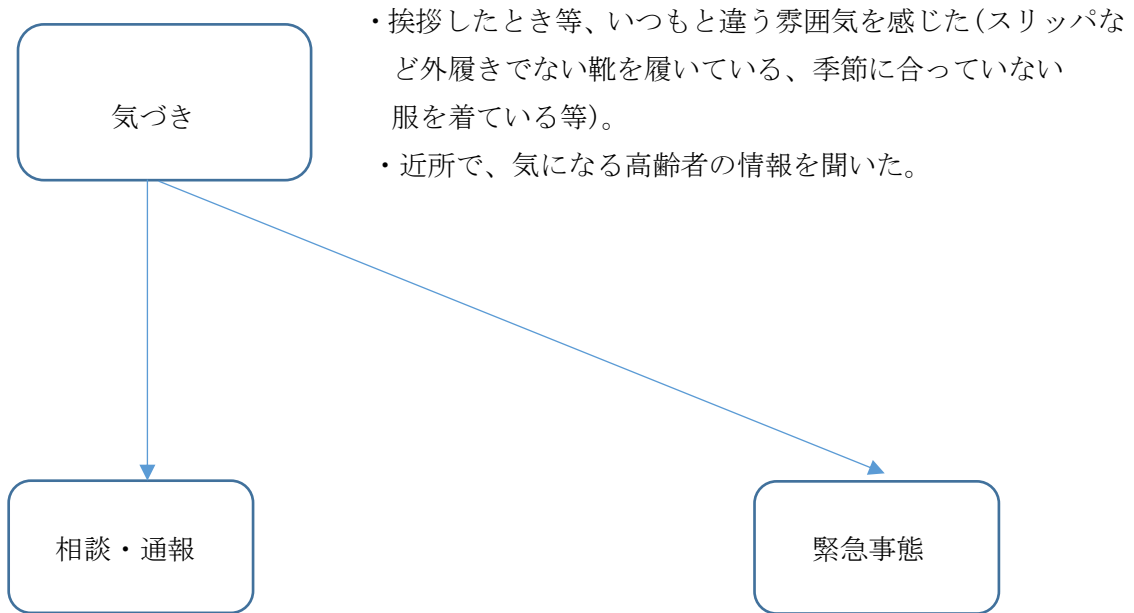 ・挨拶したとき等、いつもと違う雰囲気を感じた(スリッパな
ど外履きでない靴を履いている、季節に合っていない
服を着ている等)。
気づき
・近所で、気になる高齢者の情報を聞いた。
相談・通報
緊急事態